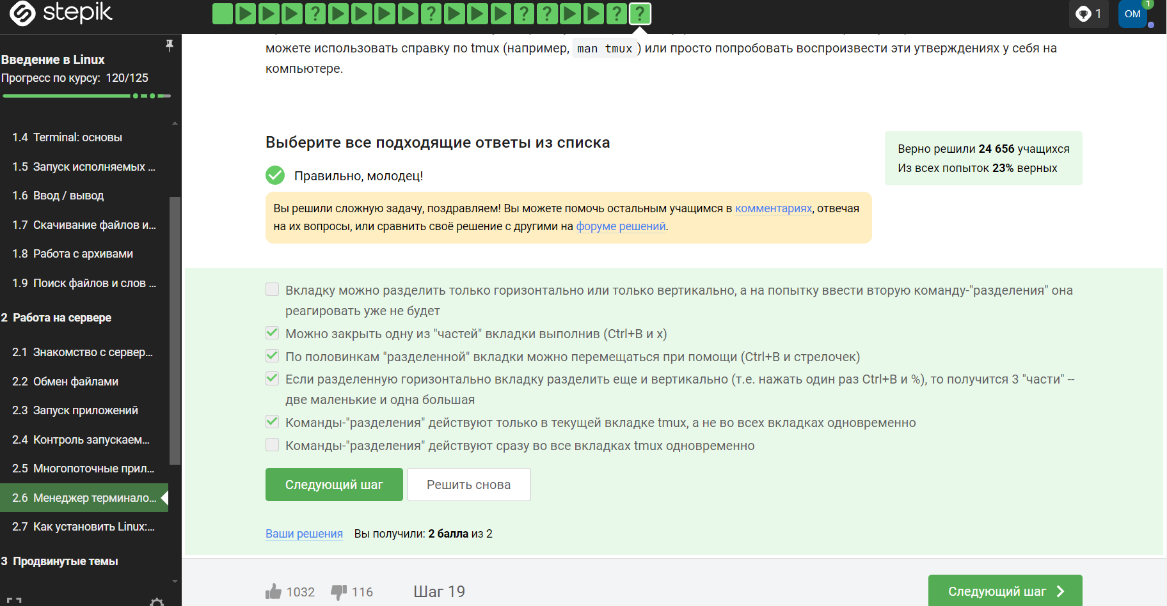 stepik
? ? ? ? ? ?
1
OM
1
Введение в Linux
Прогресс по курсу: 120/125
1.4 Terminal: основы
1.5 Запуск исполняемых ...
1.6 Ввод / вывод
1.7 Скачивание файлов и...
1.8 Работа с архивами
1.9 Поиск файлов и слов ...
2 Работа на сервере
2.1 Знакомство с сервер...
2.2 Обмен файлами
2.3 Запуск приложений
2.4 Контроль запускаем...
2.5 Многопоточные прил...
2.6 Менеджер терминало...
2.7 Как установить Linux:...
3 Продвинутые темы
можете использовать справку по tmux (например, man tmux ) или просто попробовать воспроизвести эти утверждениях у себя на
компьютере.
Выберите все подходящие ответы из списка
Правильно, молодец!
Верно решили 24 656 учащихся
Из всех попыток 23% верных
Вы решили сложную задачу, поздравляем! Вы можете помочь остальным учащимся в комментариях, отвечая
на их вопросы, или сравнить своё решение с другими на форуме решений.
Вкладку можно разделить только горизонтально или только вертикально, а на попытку ввести вторую команду-"разделения" она
реагировать уже не будет
Можно закрыть одну из "частей" вкладки выполнив (Ctrl+B и x)
По половинкам "разделенной" вкладки можно перемещаться при помощи (Ctrl+B и стрелочек)
Если разделенную горизонтально вкладку разделить еще и вертикально (т.е. нажать один раз Ctrl+B и %), то получится 3 "части" --
две маленькие и одна большая
Команды-"разделения" действуют только в текущей вкладке tmux, а не во всех вкладках одновременно
Команды-"разделения" действуют сразу во все вкладках tmux одновременно
Следующий шаг
Решить снова
Ваши решения Вы получили: 2 балла из 2
1032 116 Шаг 19
Следующий шаг